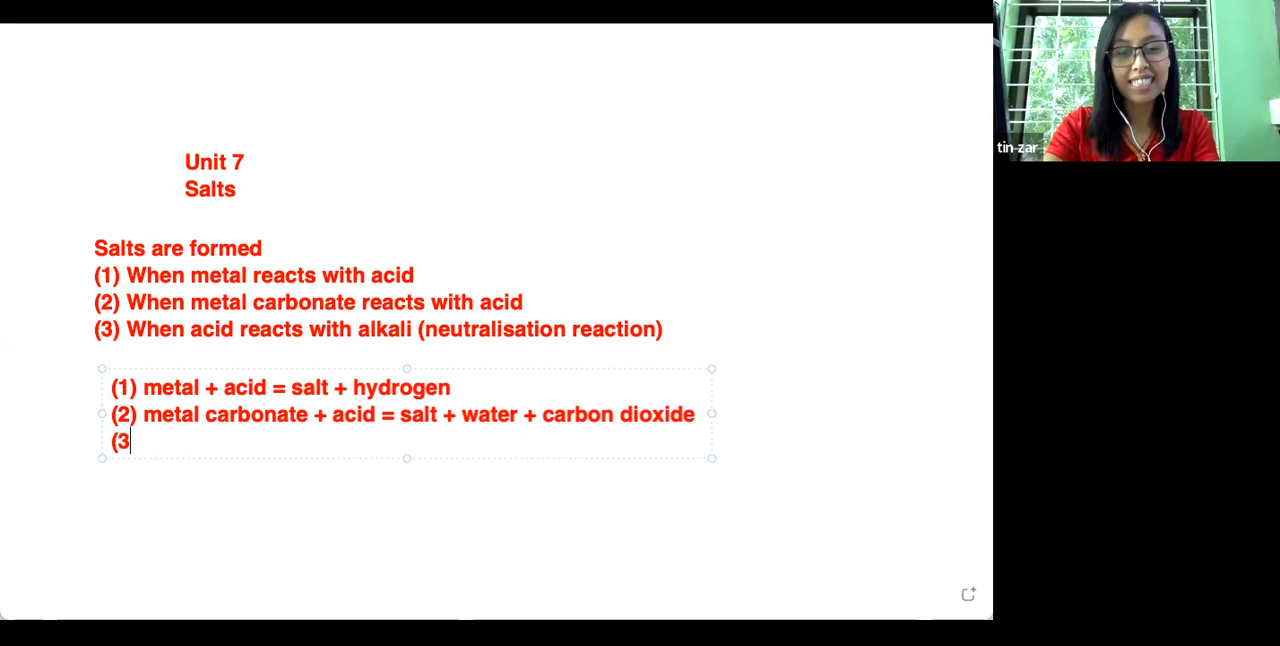 Unit 7
Salts
Salts are formed
(1) When metal reacts with acid
(2) When metal carbonate reacts with acid
(3) When acid reacts with alkali (neutralisation reaction)
(1) metal + acid = salt + hydrogen
(2) metal carbonate + acid = salt + water + carbon dioxide
(3
tin zar